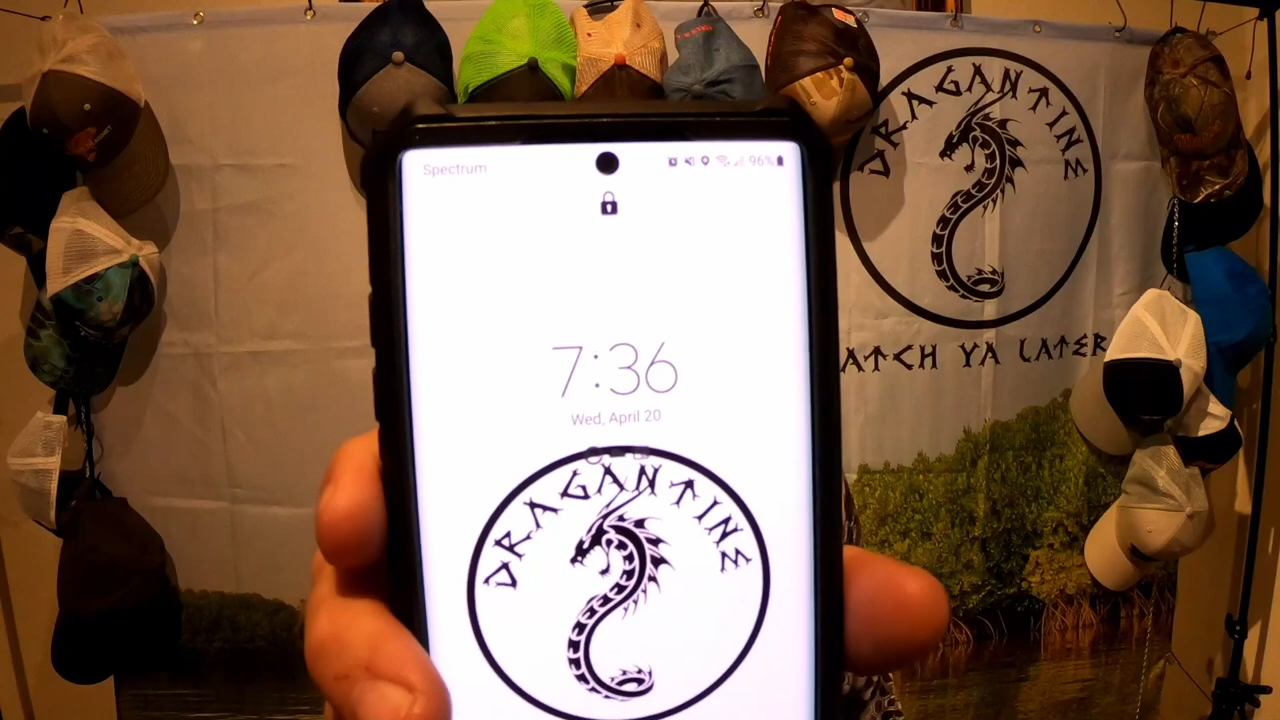 Spectrum
96%
7:36
Wed, April 20
DRAGANTINE
DRAGANTINE
ATCH YA LATER